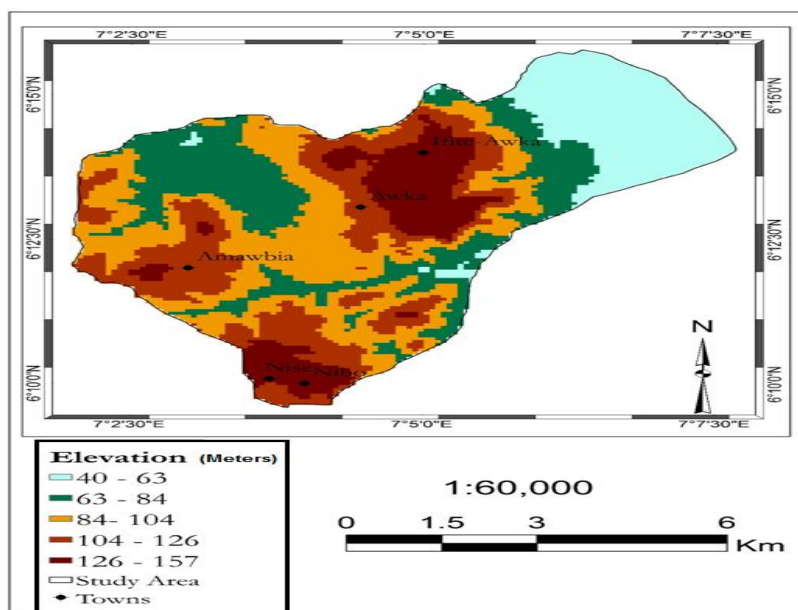 7°2'30"E 7°5'0"E 7°7'30"E
6°15'0"N 6°15'0"N
6°12'30"N 6°12'30"N
6°10'0"N 6°10'0"N
Awka
Amawbia
Nise Nibo
N
7°2'30"E 7°5'0"E 7°7'30"E
Elevation (Meters)
40 - 63
63 - 84
84- 104
104 - 126
126 - 157
Study Area
Towns
1:60,000
0 1.5 3 6
Km